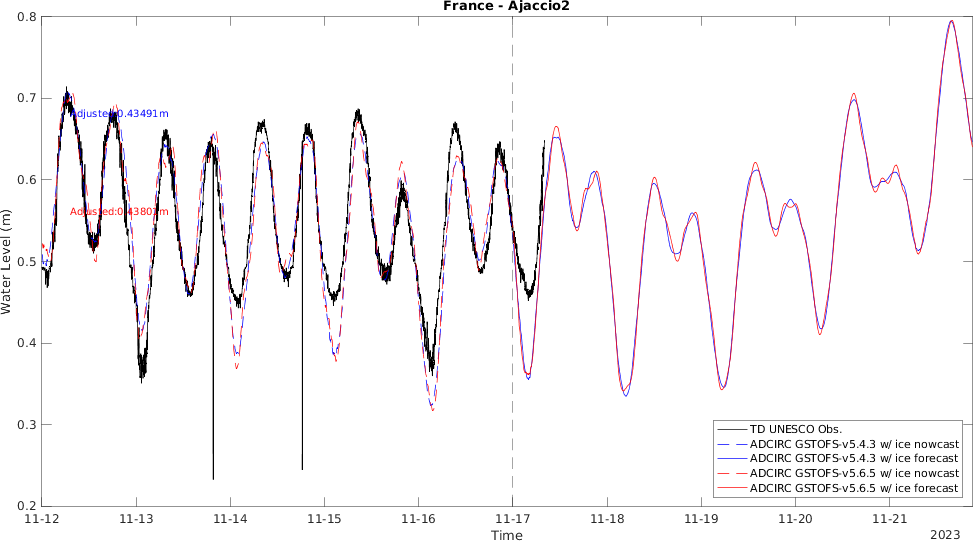 France - Ajaccio2
0.8
0.7
0.6
0.5
0.4
0.3
0.2
Water Level (m)
Adjusted:0.43491m
Adjusted:0.43807m
TD UNESCO Obs.
ADCIRC GSTOFS-v5.4.3 w/ ice nowcast
ADCIRC GSTOFS-v5.4.3 w/ ice forecast
ADCIRC GSTOFS-v5.6.5 w/ ice nowcast
ADCIRC GSTOFS-v5.6.5 w/ ice forecast
11-12 11-13 11-14 11-15 11-16 11-17 11-18 11-19 11-20 11-21
Time
2023